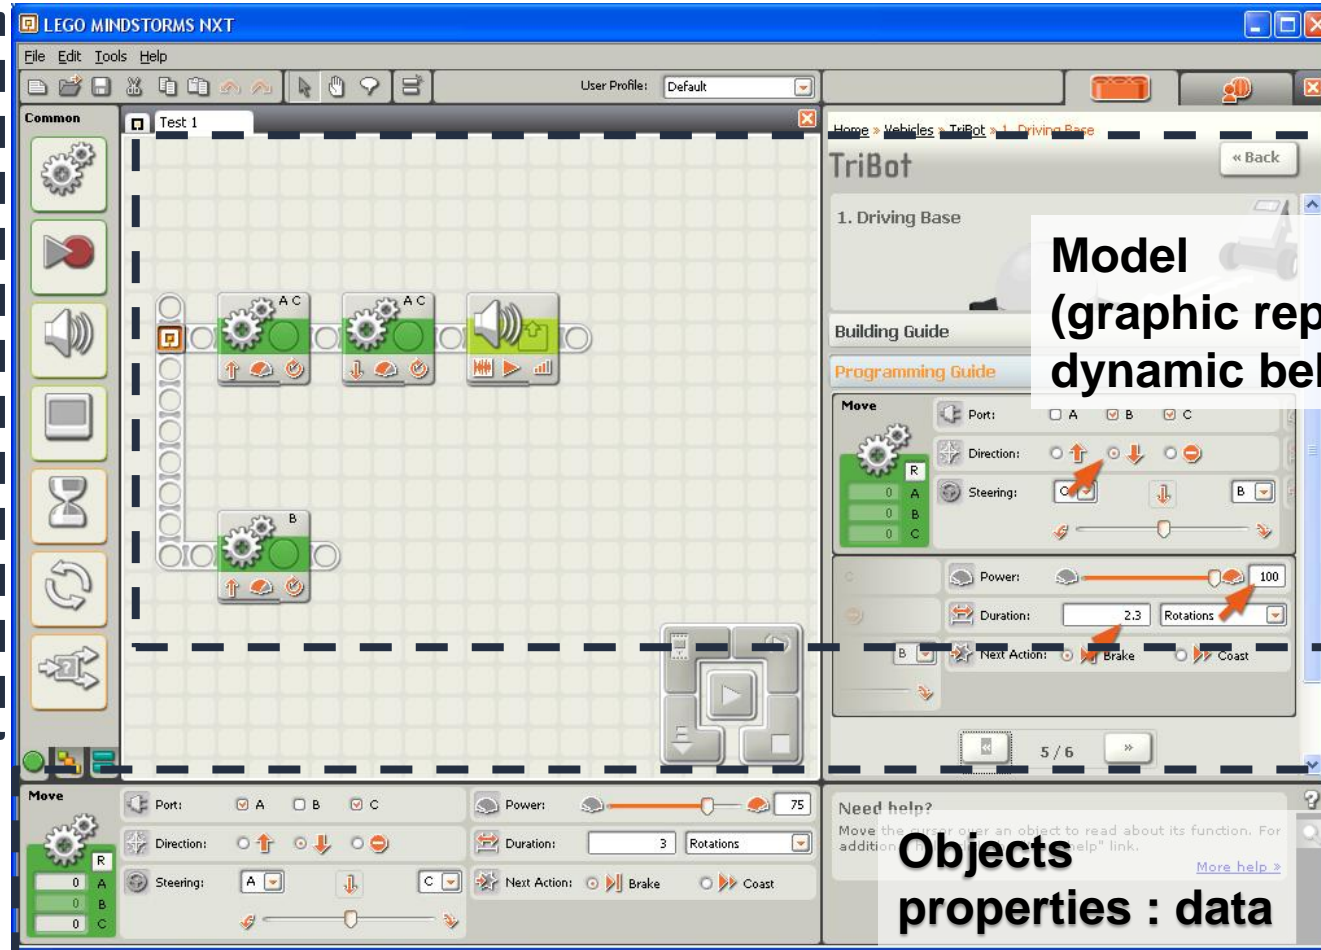 LEGO MINDSTORMS NXT
File Edit Tools Help
User Profile: Default
Common
Test 1
Home » Vehicles » TriBot » 1. Driving Base
TriBot
« Back
1. Driving Base
Model
(graphic rep
dynamic bel
Building Guide
Programming Guide
A C
A C
B
Move
Port: A B C
Direction:
Steering: C B
R
0 A
0 B
0 C
Power: 100
Duration: 2.3 Rotations
B Next Action: Brake Coast
5 / 6
Move
Port: A B C
Direction:
Steering: A C
R
0 A
0 B
0 C
Power: 75
Duration: 3 Rotations
Next Action: Brake Coast
Need help?
Move the cursor over an object to read about its function. For
addition help" link.
More help »
Objects
properties : data